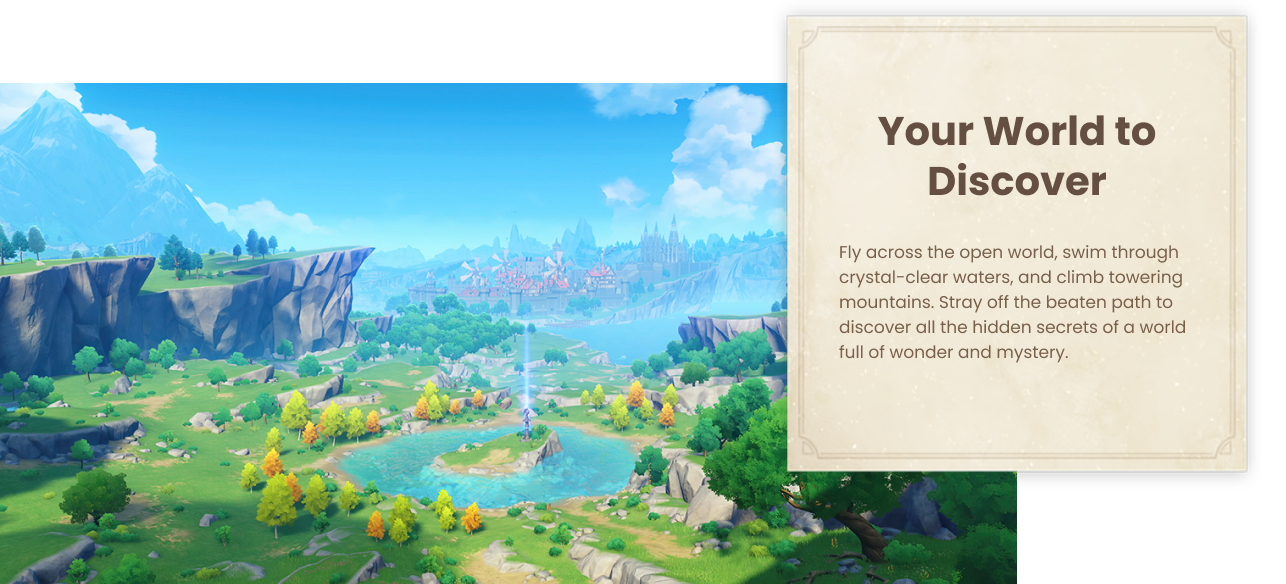 Your World to
Discover
Fly across the open world, swim through
crystal-clear waters, and climb towering
mountains. Stray off the beaten path to
discover all the hidden secrets of a world
full of wonder and mystery.